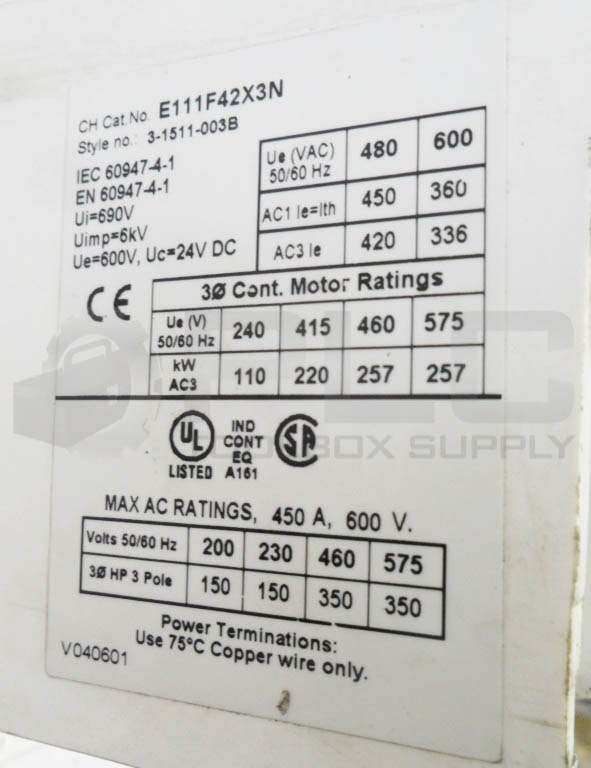 CH Cat.No. E111F42X3N
Style no.: 3-1511-003B
IEC 60947-4-1
EN 60947-4-1
Ui=690V
Uimp=6kV
Ue=600V, Uc=24V DC
Ue (VAC) 50/60 Hz 480 600
AC1 Ie=Ith 450 360
AC3 Ie 420 336
CE
3Ø Cont. Motor Ratings
Ue (V) 50/60 Hz 240 415 460 575
kW AC3 110 220 257 257
UL LISTED
IND
CONT
EQ
A161
SA
PLC
TOOLBOX SUPPLY
MAX AC RATINGS, 450 A, 600 V.
Volts 50/60 Hz 200 230 460 575
3Ø HP 3 Pole 150 150 350 350
Power Terminations:
Use 75°C Copper wire only.
V040601